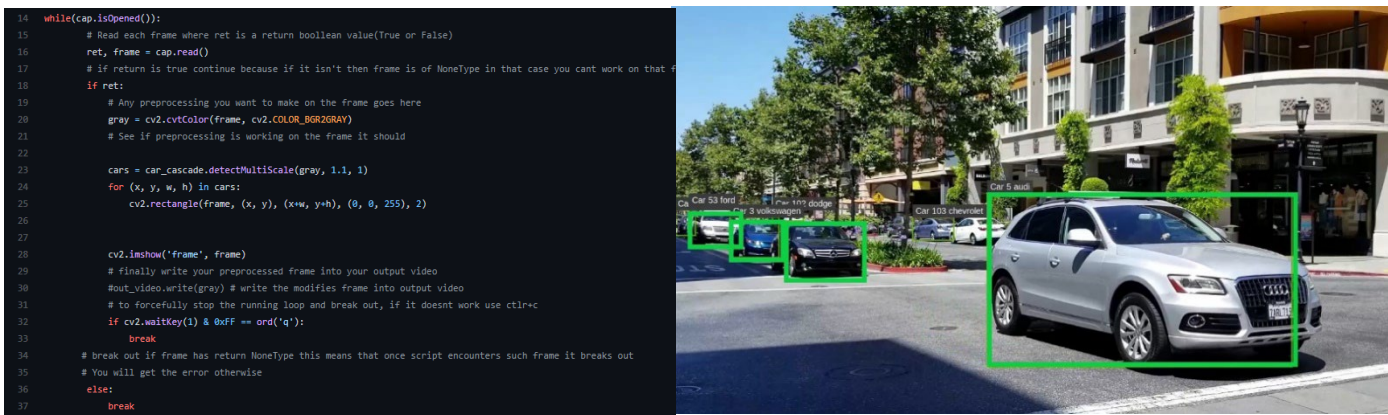 14 while(cap.isOpened()):
15 # Read each frame where ret is a return boollean value(True or False)
16 ret, frame = cap.read()
17 # if return is true continue because if it isn't then frame is of NoneType in that case you cant work on that f
18 if ret:
19 # Any preprocessing you want to make on the frame goes here
20 gray = cv2.cvtColor(frame, cv2.COLOR_BGR2GRAY)
21 # See if preprocessing is working on the frame it should
22
23 cars = car_cascade.detectMultiScale(gray, 1.1, 1)
24 for (x, y, w, h) in cars:
25 cv2.rectangle(frame, (x, y), (x+w, y+h), (0, 0, 255), 2)
26
27
28 cv2.imshow('frame', frame)
29 # finally write your preprocessed frame into your output video
30 #out_video.write(gray) # write the modifies frame into output video
31 # to forcefully stop the running loop and break out, if it doesnt work use ctlr+c
32 if cv2.waitKey(1) & 0xFF == ord('q'):
33 break
34 # break out if frame has return NoneType this means that once script encounters such frame it breaks out
35 # You will get the error otherwise
36 else:
37 break
Car 5 audi
Ca
Car 53 ford
Car 102 dodge
Car 3 volkswagen
Car 103 chevrolet